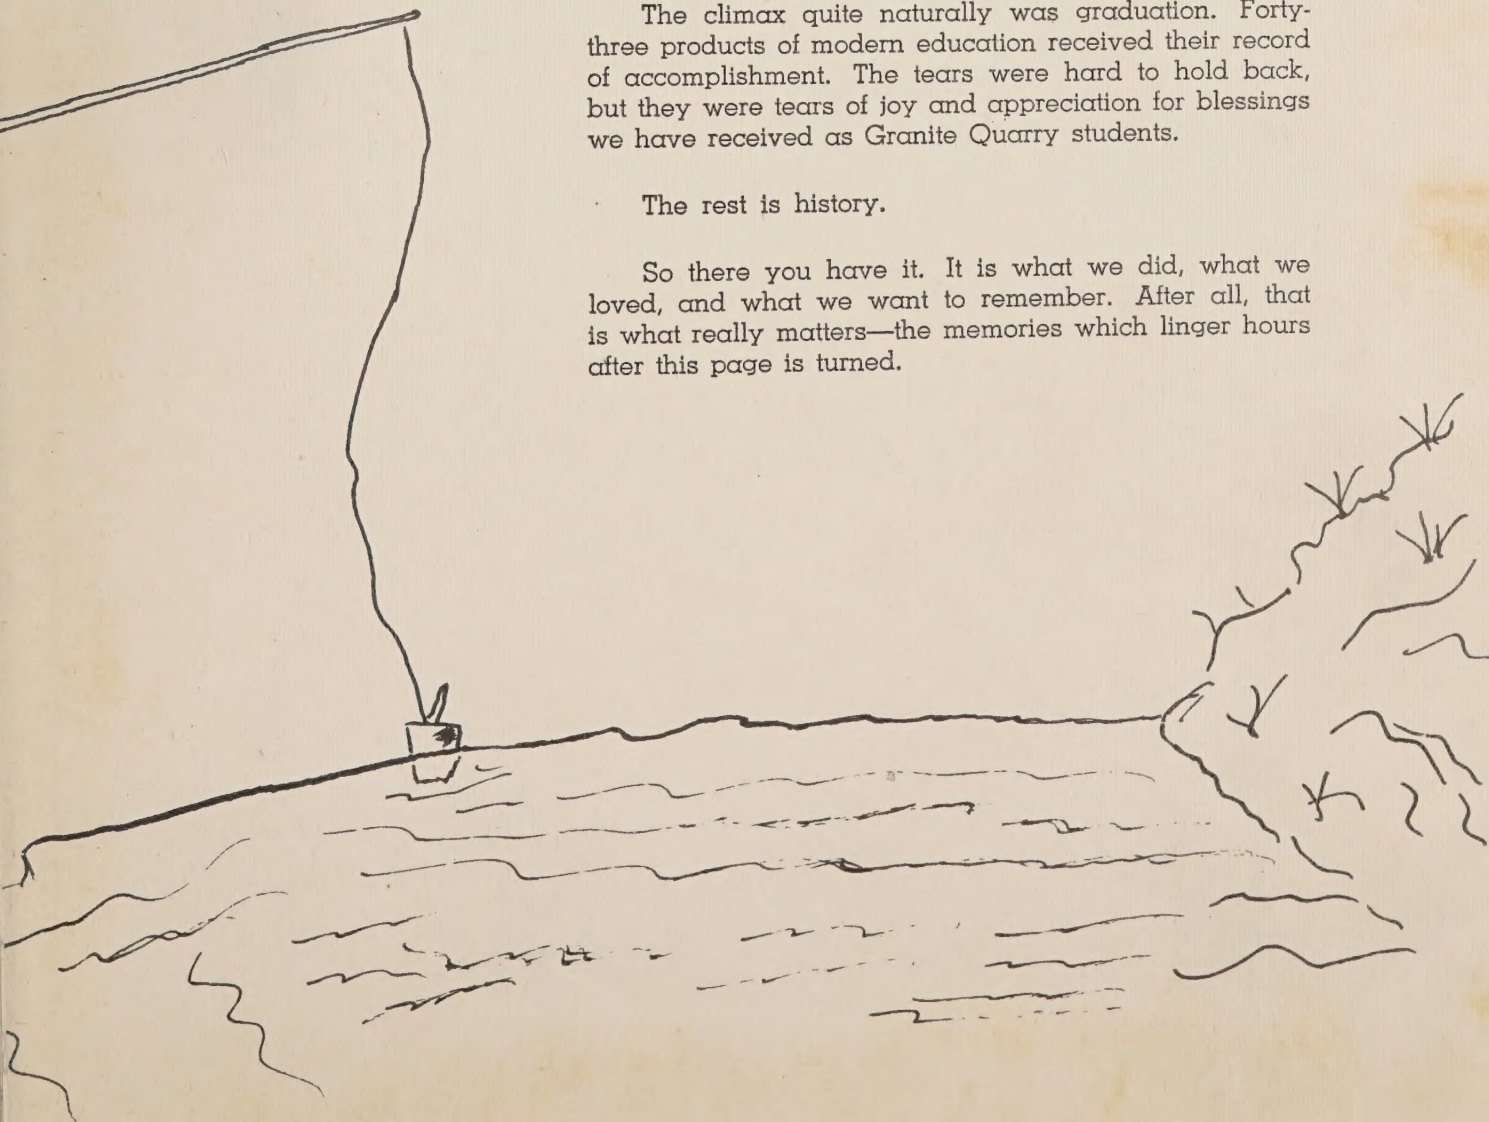 The climax quite naturally was graduation. Forty-
three products of modern education received their record
of accomplishment. The tears were hard to hold back,
but they were tears of joy and appreciation for blessings
we have received as Granite Quarry students.
The rest is history.
So there you have it. It is what we did, what we
loved, and what we want to remember. After all, that
is what really matters—the memories which linger hours
after this page is turned.